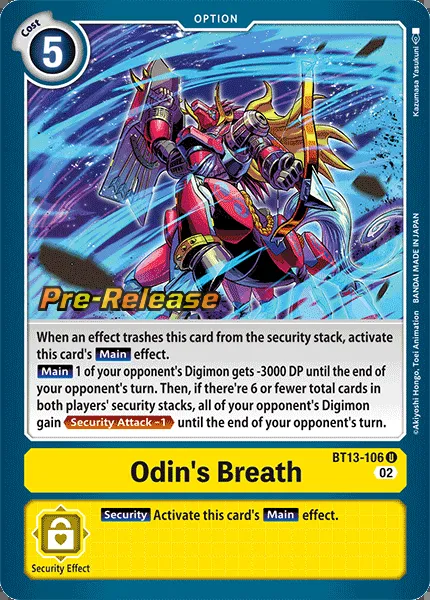 OPTION
Cost
5
Kazumasa Yasukuni
Pre-Release
When an effect trashes this card from the security stack, activate
this card's Main effect.
Main 1 of your opponent's Digimon gets -3000 DP until the end of
your opponent's turn. Then, if there're 6 or fewer total cards in
both players' security stacks, all of your opponent's Digimon
gain Security Attack -1 until the end of your opponent's turn.
©Akiyoshi Hongo, Toei Animation BANDAI MADE IN JAPAN
Odin's Breath
BT13-106 U
02
Security Activate this card's Main effect.
Security Effect